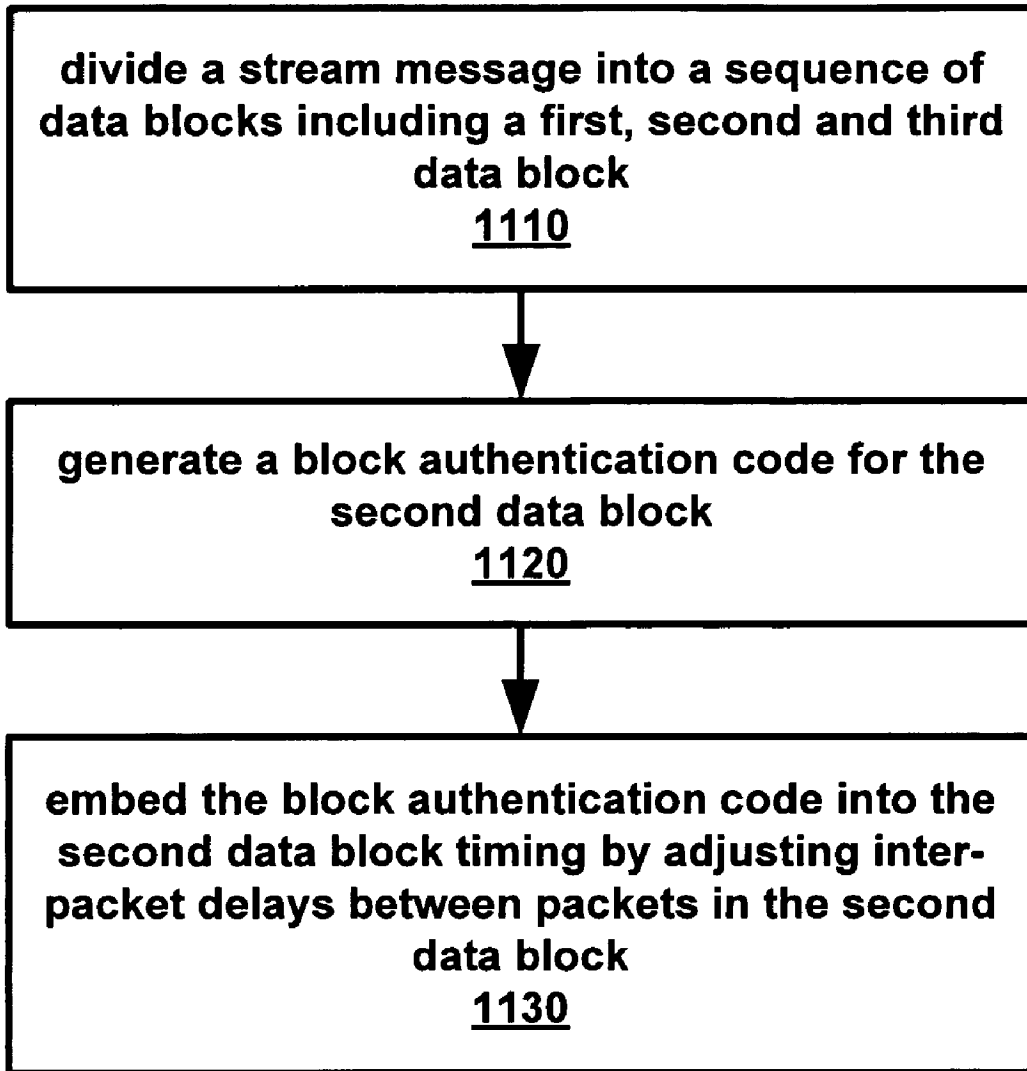 divide a stream message into a sequence of
data blocks including a first, second and third
data block
1110
generate a block authentication code for the
second data block
1120
embed the block authentication code into the
second data block timing by adjusting inter-
packet delays between packets in the second
data block
1130